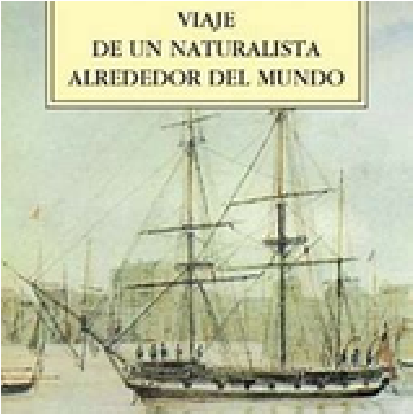 VIAJE
DE UN NATURALISTA
ALREDEDOR DEL MUNDO